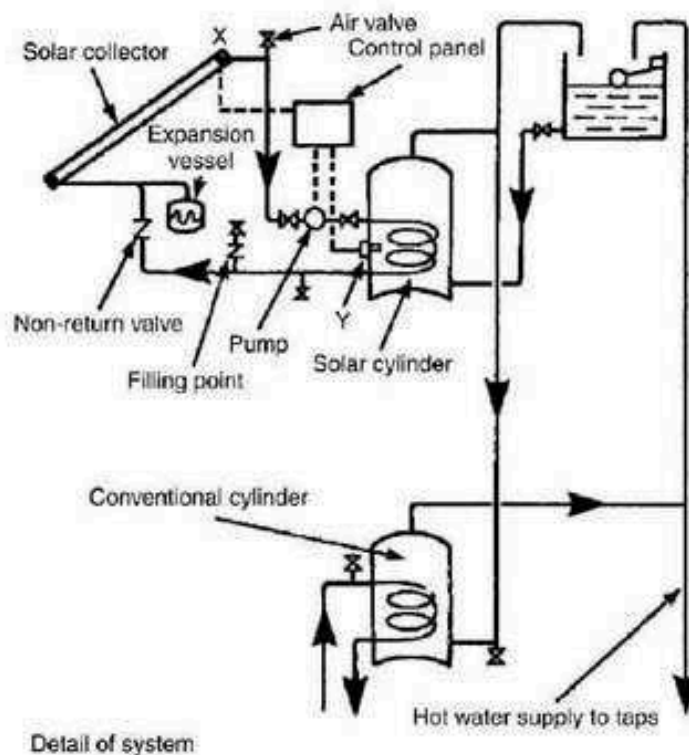 X
Air valve
Control panel
Solar collector
Expansion
vessel
Non-return valve
Filling point
Pump
Y
Solar cylinder
Conventional cylinder
Hot water supply to taps
Detail of system